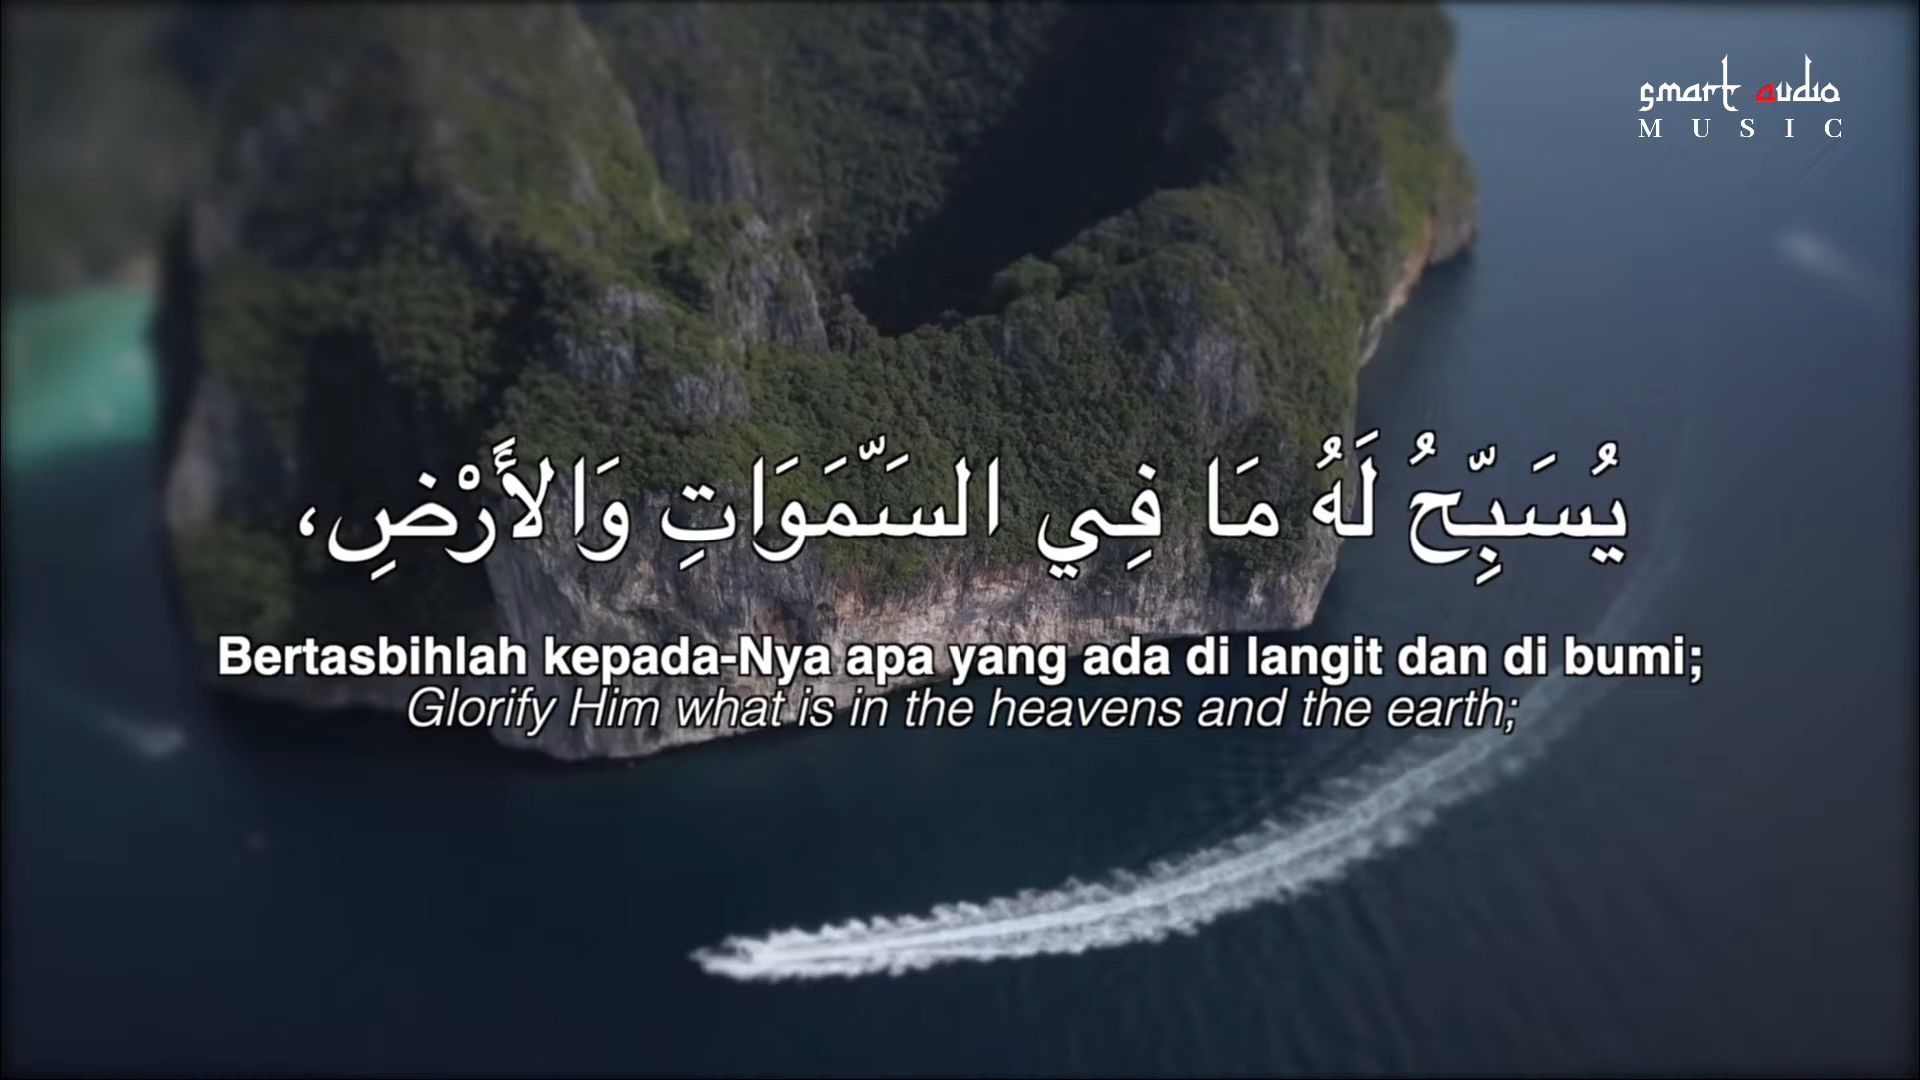 smart audio
MUSIC
يُسَبِّحُ لَهُ مَا فِي السَّمَوَاتِ وَالأَرْضِ،
Bertasbihlah kepada-Nya apa yang ada di langit dan di bumi;
Glorify Him what is in the heavens and the earth;